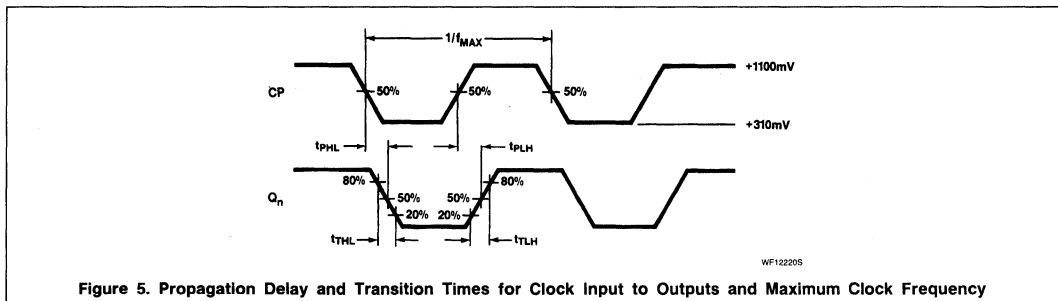 1/fMAX
+1100mV
CP
50%
50%
50%
+310mV
tPHL
tPLH
80%
80%
Qn
50%
50%
20%
20%
tTHL
tTLH
WF12220S
Figure 5. Propagation Delay and Transition Times for Clock Input to Outputs and Maximum Clock Frequency